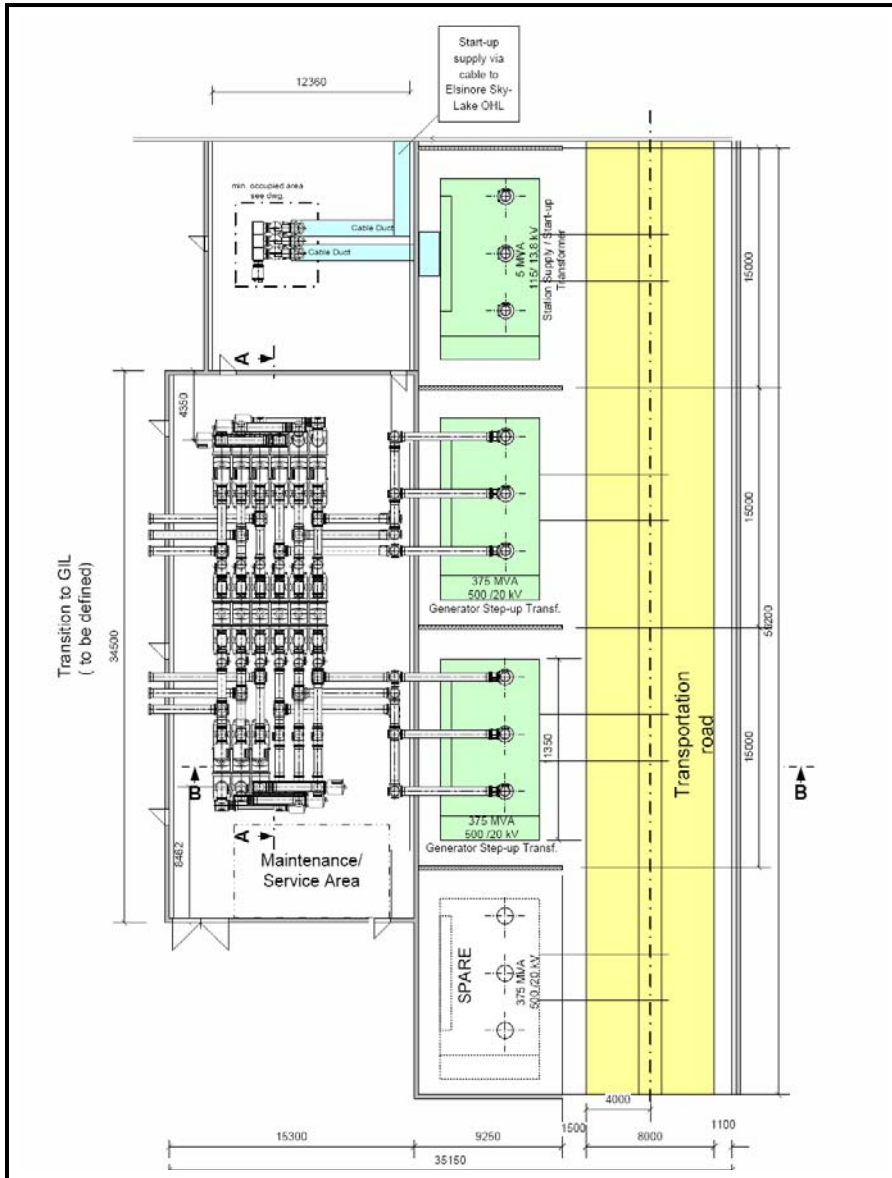 Start-up
supply via
cable to
Elsinore Sky-
Lake OHL
12360
min. occupied area
see dwg.
Cable Duct
Cable Duct
5 MVA
115/ 13.8 kV
Station Supply / Start-up
Transformer
15000
A
4350
375 MVA
500 /20 kV
Generator Step-up Transf.
15000
Transition to GIL
( to be defined)
34500
59200
11350
Transportation
road
15000
B
B
A
8462
375 MVA
500 /20 kV
Generator Step-up Transf.
Maintenance/
Service Area
SPARE
375 MVA
500 /20 kV
4000
1100
15300
9250
1500
8000
35150